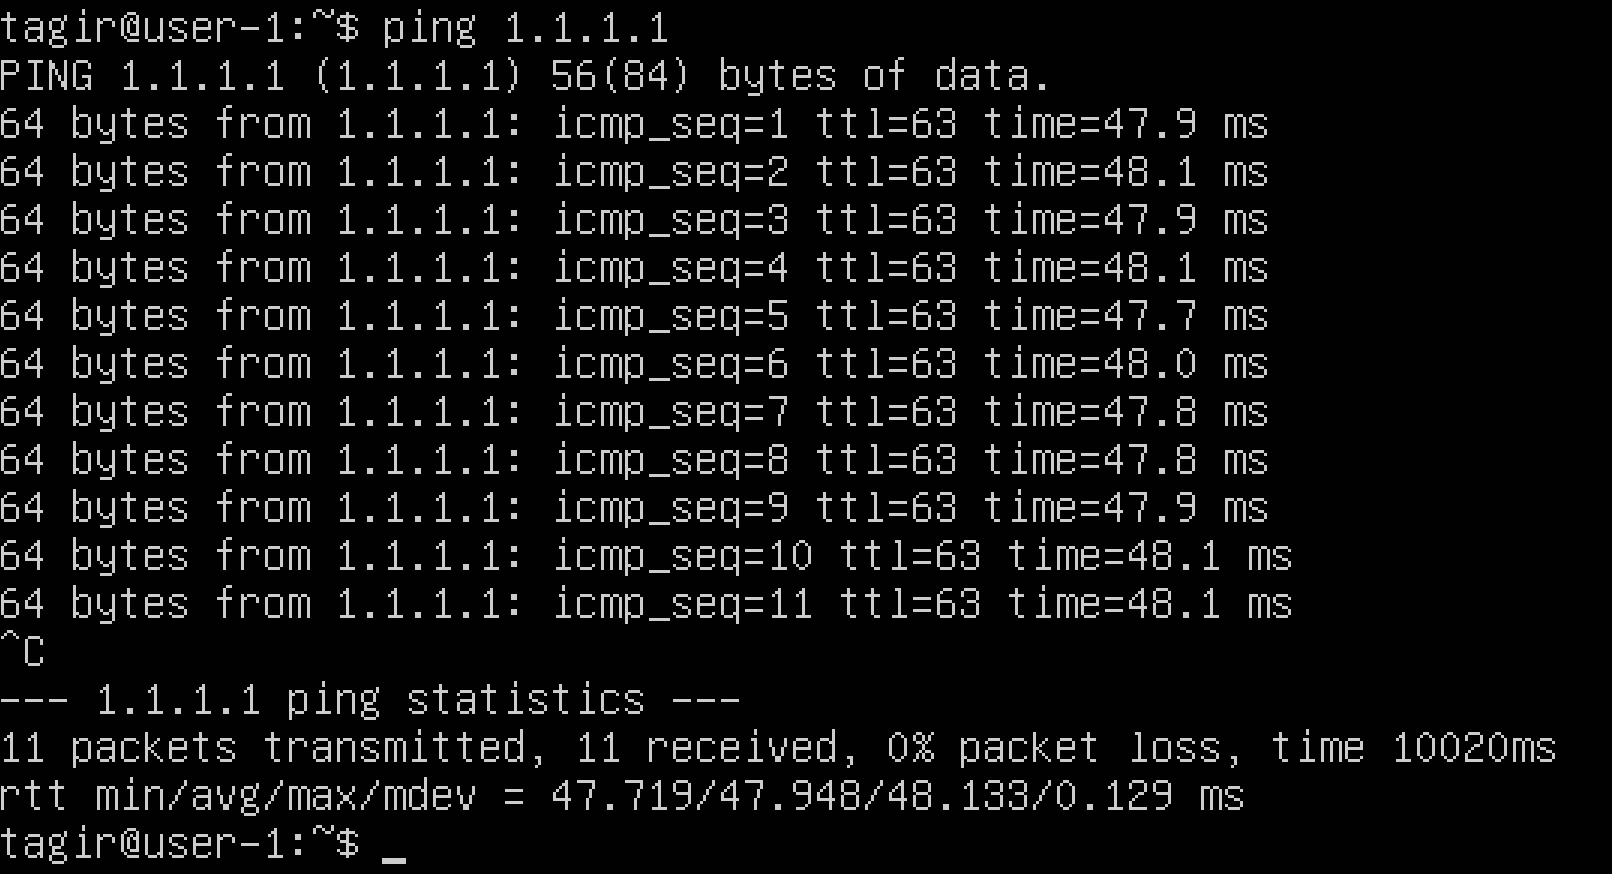 tagir@user-1:~$ ping 1.1.1.1
PING 1.1.1.1 (1.1.1.1) 56(84) bytes of data.
64 bytes from 1.1.1.1: icmp_seq=1 ttl=63 time=47.9 ms
64 bytes from 1.1.1.1: icmp_seq=2 ttl=63 time=48.1 ms
64 bytes from 1.1.1.1: icmp_seq=3 ttl=63 time=47.9 ms
64 bytes from 1.1.1.1: icmp_seq=4 ttl=63 time=48.1 ms
64 bytes from 1.1.1.1: icmp_seq=5 ttl=63 time=47.7 ms
64 bytes from 1.1.1.1: icmp_seq=6 ttl=63 time=48.0 ms
64 bytes from 1.1.1.1: icmp_seq=7 ttl=63 time=47.8 ms
64 bytes from 1.1.1.1: icmp_seq=8 ttl=63 time=47.8 ms
64 bytes from 1.1.1.1: icmp_seq=9 ttl=63 time=47.9 ms
64 bytes from 1.1.1.1: icmp_seq=10 ttl=63 time=48.1 ms
64 bytes from 1.1.1.1: icmp_seq=11 ttl=63 time=48.1 ms
^C
--- 1.1.1.1 ping statistics ---
11 packets transmitted, 11 received, 0% packet loss, time 10020ms
rtt min/avg/max/mdev = 47.719/47.948/48.133/0.129 ms
tagir@user-1:~$ _